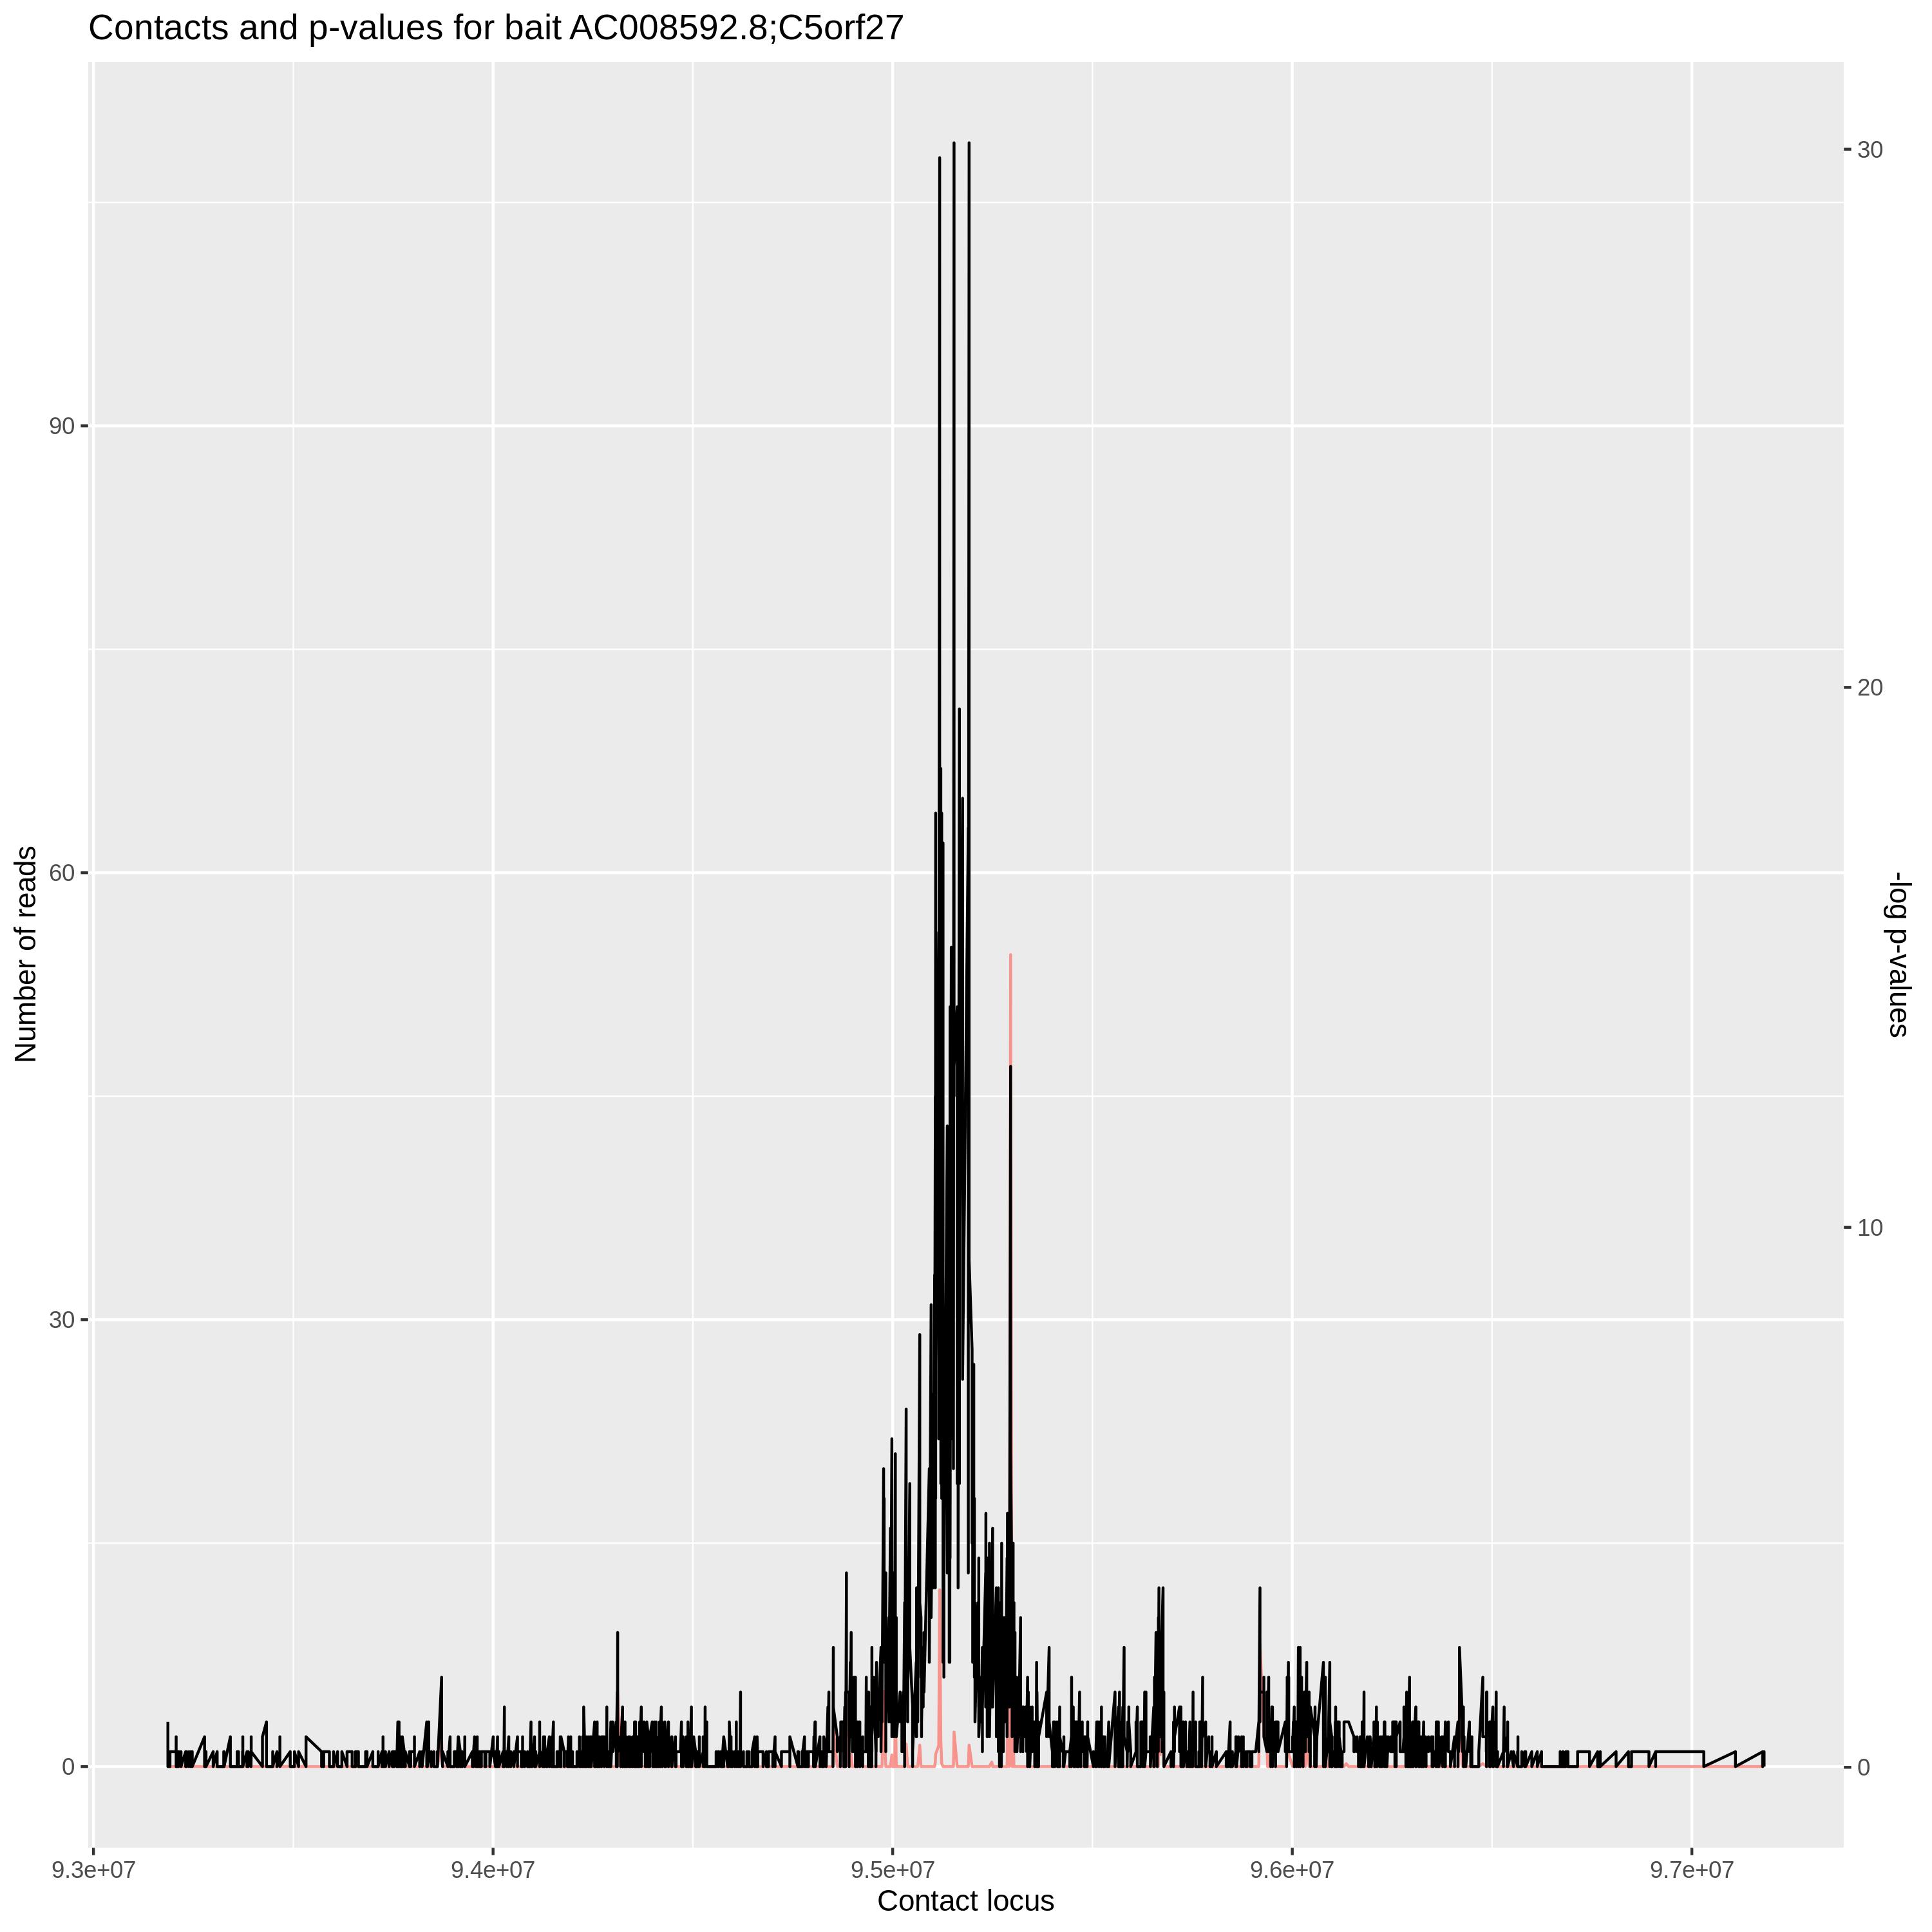 Contacts and p-values for bait AC008592.8;C5orf27
Number of reads
90
60
30
0
30
20
10
0
-log p-values
9.3e+07 9.4e+07 9.5e+07 9.6e+07 9.7e+07
Contact locus